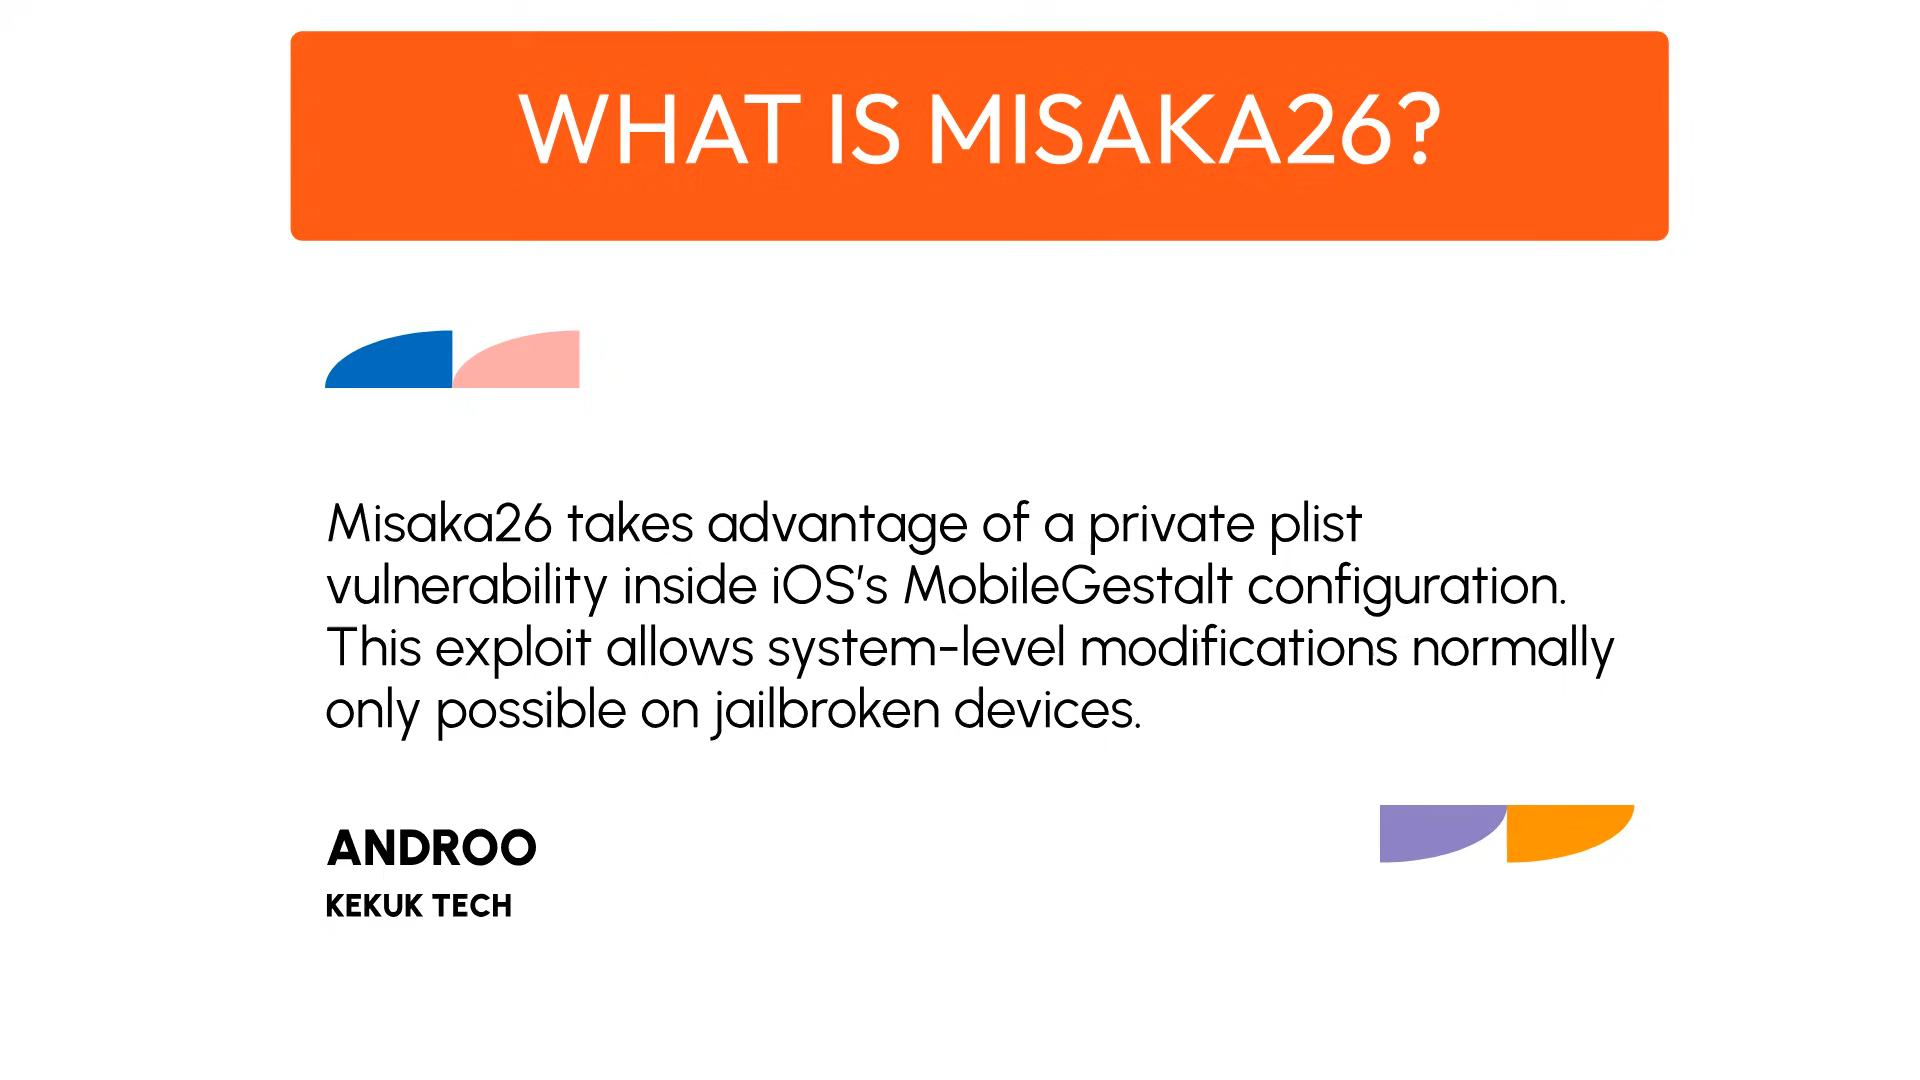 WHAT IS MISAKA26?
Misaka26 takes advantage of a private plist
vulnerability inside iOS's MobileGestalt configuration.
This exploit allows system-level modifications normally
only possible on jailbroken devices.
ANDROO
KEKUK TECH